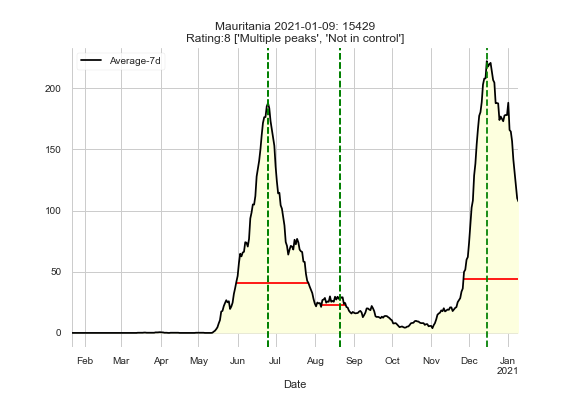 Mauritania 2021-01-09: 15429
Rating:8 ['Multiple peaks', 'Not in control']
Average-7d
200
150
100
50
0
Feb Mar Apr May Jun Jul Aug Sep Oct Nov Dec Jan
2021
Date